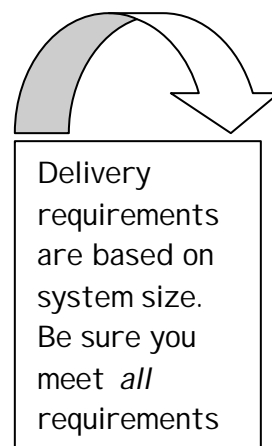 Delivery
requirements
are based on
system size.
Be sure you
meet all
requirements